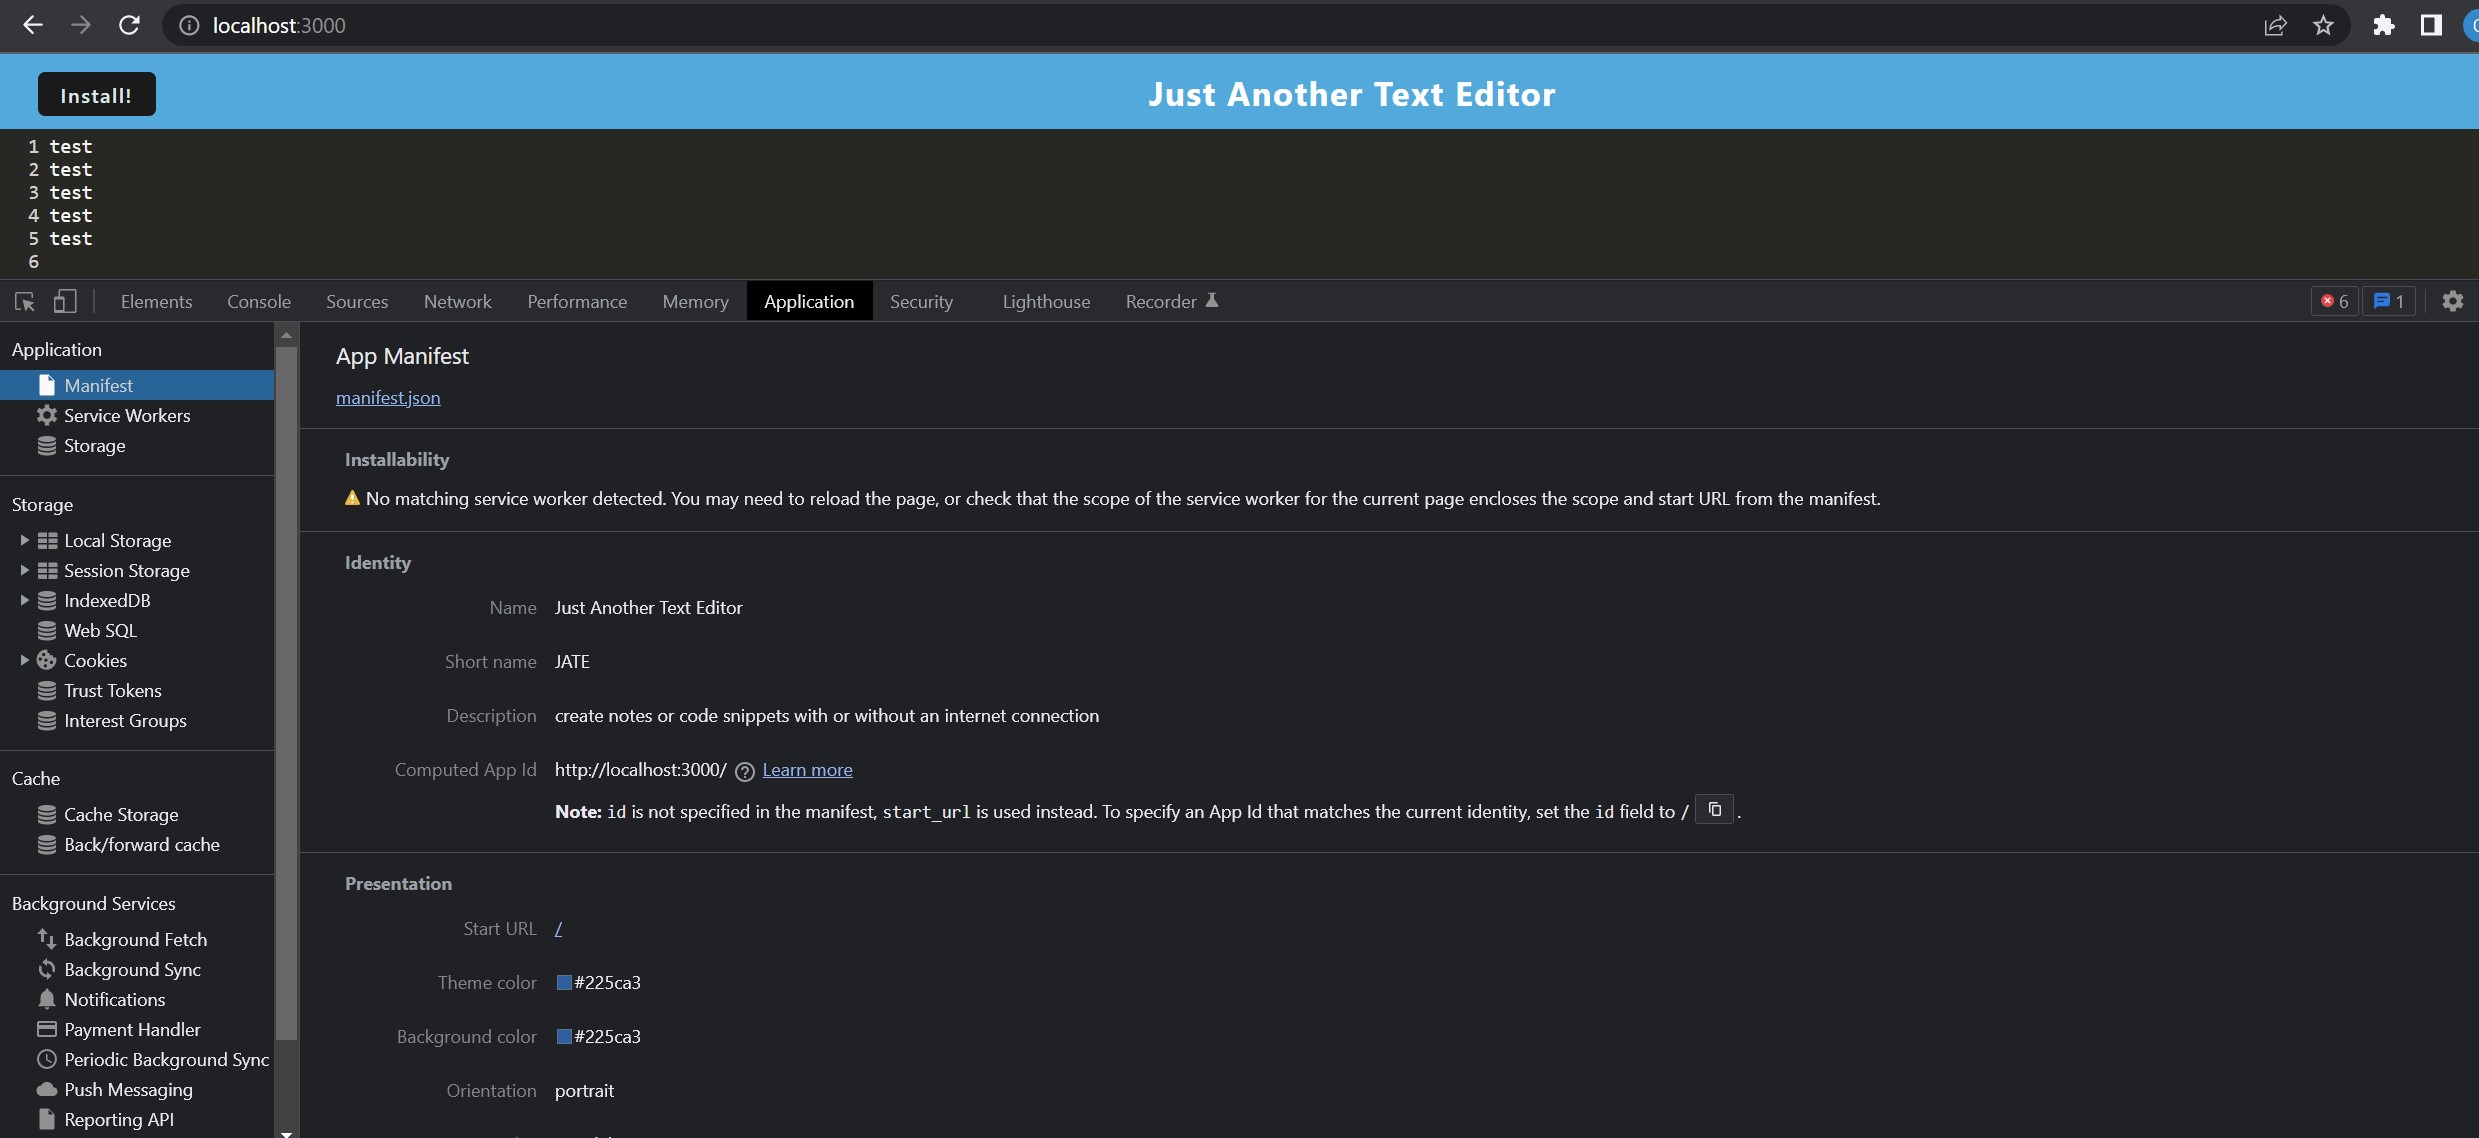 localhost:3000
Install!
Just Another Text Editor
1 test
2 test
3 test
4 test
5 test
6
Elements Console Sources Network Performance Memory Application Security Lighthouse Recorder 6 1
Application
Manifest
Service Workers
Storage
Storage
Local Storage
Session Storage
IndexedDB
Web SQL
Cookies
Trust Tokens
Interest Groups
Cache
Cache Storage
Back/forward cache
Background Services
Background Fetch
Background Sync
Notifications
Payment Handler
Periodic Background Sync
Push Messaging
Reporting API
App Manifest
manifest.json
Installability
No matching service worker detected. You may need to reload the page, or check that the scope of the service worker for the current page encloses the scope and start URL from the manifest.
Identity
Name Just Another Text Editor
Short name JATE
Description create notes or code snippets with or without an internet connection
Computed App Id http://localhost:3000/ Learn more
Note: id is not specified in the manifest, start_url is used instead. To specify an App Id that matches the current identity, set the id field to / .
Presentation
Start URL /
Theme color #225ca3
Background color #225ca3
Orientation portrait